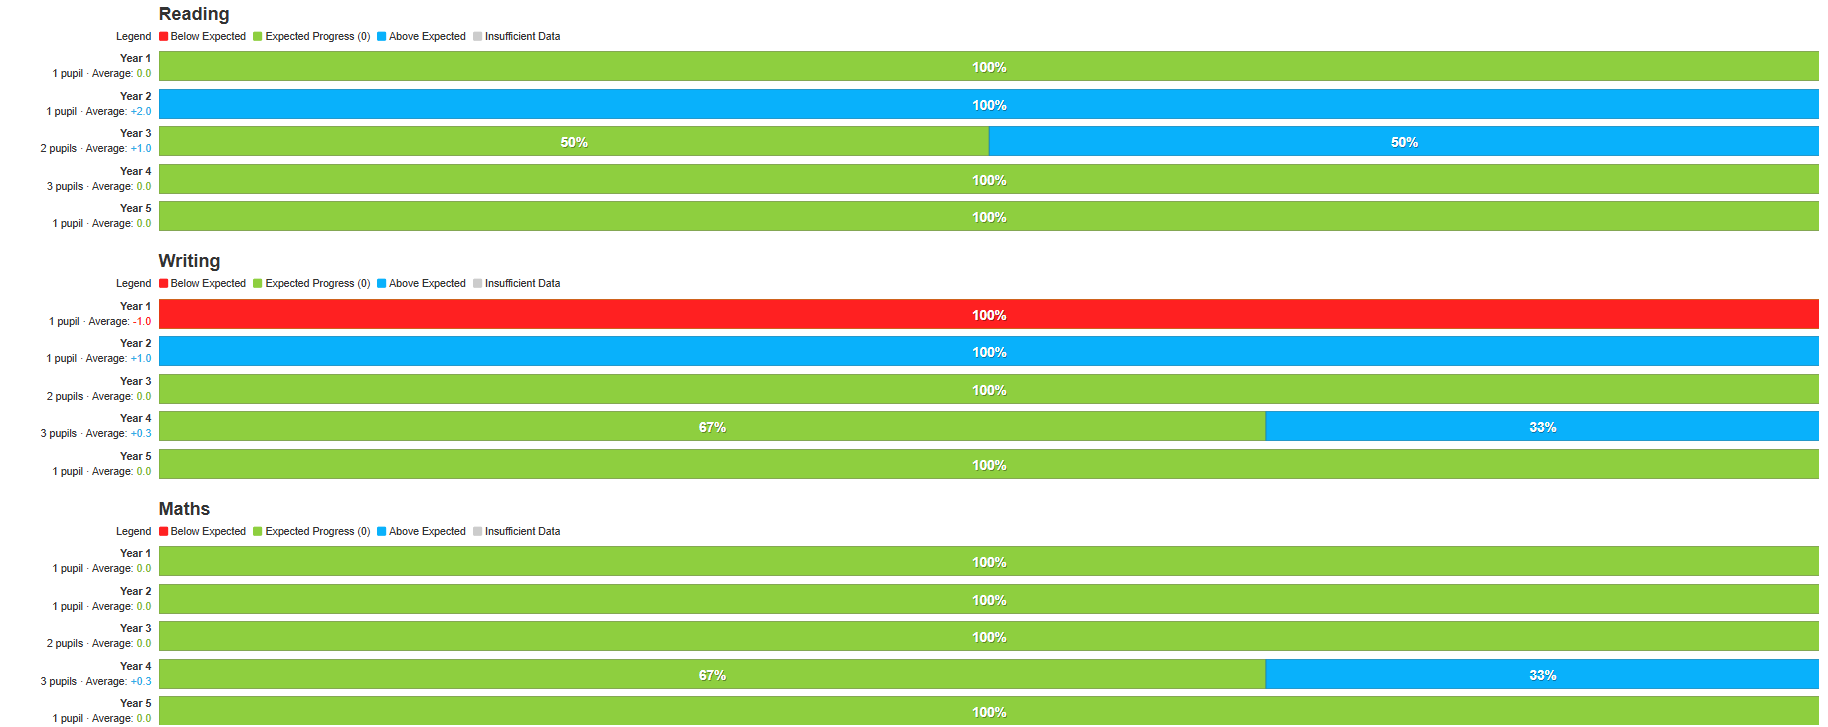 Reading
Legend Below Expected Expected Progress (0) Above Expected Insufficient Data
Year 1
1 pupil · Average: 0.0
100%
Year 2
1 pupil · Average: +2.0
100%
Year 3
2 pupils · Average: +1.0
50% 50%
Year 4
3 pupils · Average: 0.0
100%
Year 5
1 pupil · Average: 0.0
100%
Writing
Legend Below Expected Expected Progress (0) Above Expected Insufficient Data
Year 1
1 pupil · Average: -1.0
100%
Year 2
1 pupil · Average: +1.0
100%
Year 3
2 pupils · Average: 0.0
100%
Year 4
3 pupils · Average: +0.3
67% 33%
Year 5
1 pupil · Average: 0.0
100%
Maths
Legend Below Expected Expected Progress (0) Above Expected Insufficient Data
Year 1
1 pupil · Average: 0.0
100%
Year 2
1 pupil · Average: 0.0
100%
Year 3
2 pupils · Average: 0.0
100%
Year 4
3 pupils · Average: +0.3
67% 33%
Year 5
1 pupil · Average: 0.0
100%